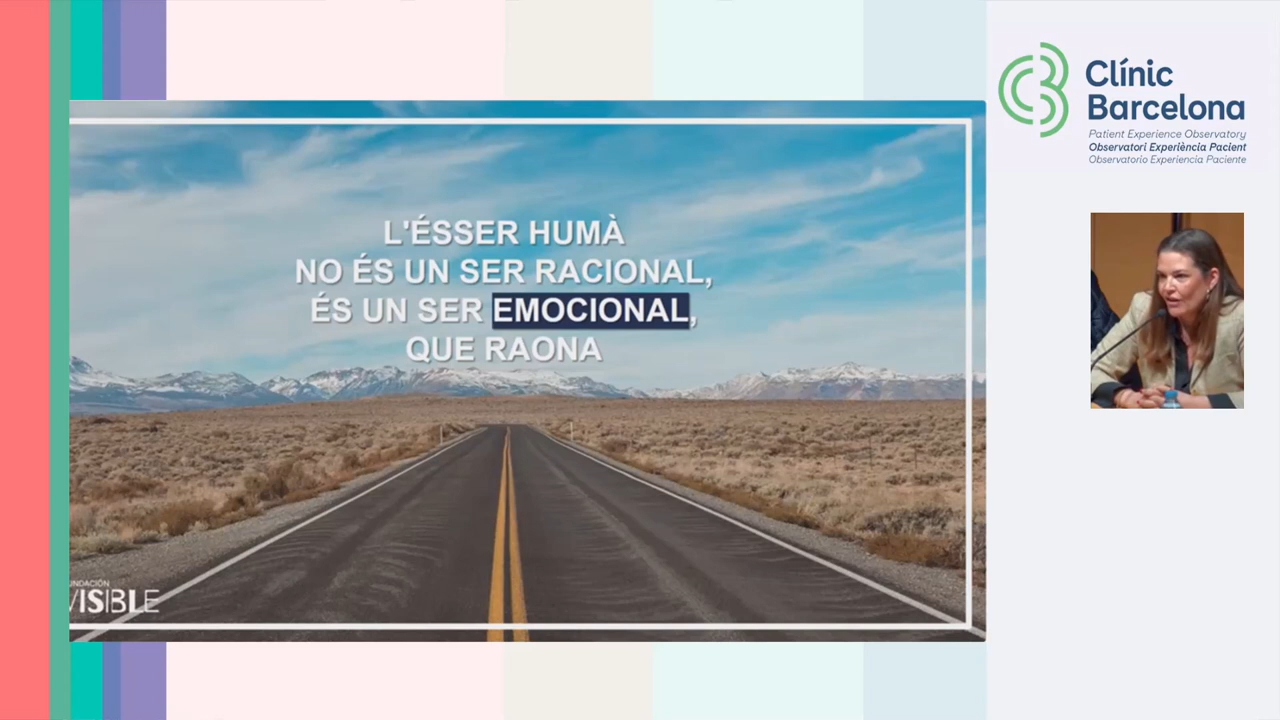 Clínic
Barcelona
Patient Experience Observatory
Observatori Experiència Pacient
Observatorio Experiencia Paciente
L'ÉSSER HUMÀ
NO ÉS UN SER RACIONAL,
ÉS UN SER EMOCIONAL,
QUE RAONA
NDACIÓN
VISIBLE